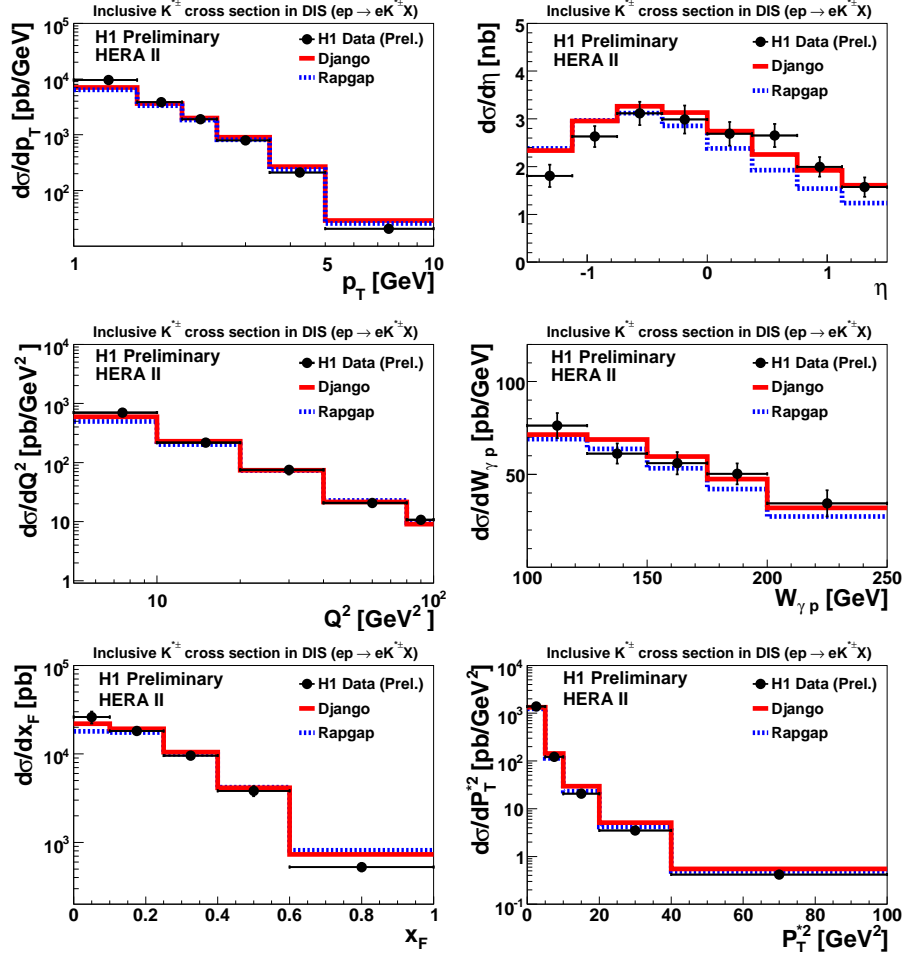 Inclusive K*± cross section in DIS (ep → eK*±X)
H1 Preliminary
HERA II
H1 Data (Prel.)
Django
Rapgap
dσ/dp_T [pb/GeV]
10^5
10^4
10^3
10^2
1 2 5 10
p_T [GeV]
Inclusive K*± cross section in DIS (ep → eK*±X)
H1 Preliminary
HERA II
H1 Data (Prel.)
Django
Rapgap
dσ/dη [nb]
5
4
3
2
1
0
-1 0 1
η
Inclusive K*± cross section in DIS (ep → eK*±X)
H1 Preliminary
HERA II
H1 Data (Prel.)
Django
Rapgap
dσ/dQ² [pb/GeV²]
10^4
10^3
10^2
10
1
10 10^2
Q² [GeV²]
Inclusive K*± cross section in DIS (ep → eK*±X)
H1 Preliminary
HERA II
H1 Data (Prel.)
Django
Rapgap
dσ/dW_γp [pb/GeV]
100
50
100 150 200 250
W_γp [GeV]
Inclusive K*± cross section in DIS (ep → eK*±X)
H1 Preliminary
HERA II
H1 Data (Prel.)
Django
Rapgap
dσ/dx_F [pb]
10^5
10^4
10^3
0 0.2 0.4 0.6 0.8 1
x_F
Inclusive K*± cross section in DIS (ep → eK*±X)
H1 Preliminary
HERA II
H1 Data (Prel.)
Django
Rapgap
dσ/dP_T*² [pb/GeV²]
10^4
10^3
10^2
10
1
10^-1
0 20 40 60 80 100
P_T*² [GeV²]